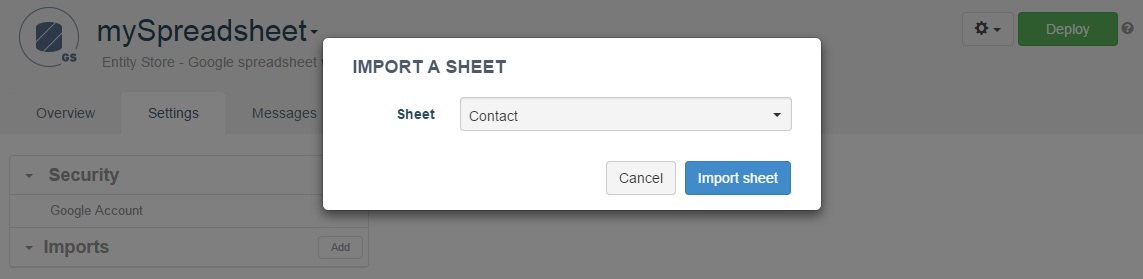 mySpreadsheet
GS
Entity Store - Google spreadsheet
Deploy
Overview
Settings
Messages
IMPORT A SHEET
Sheet
Contact
Cancel
Import sheet
Security
Google Account
Imports
Add